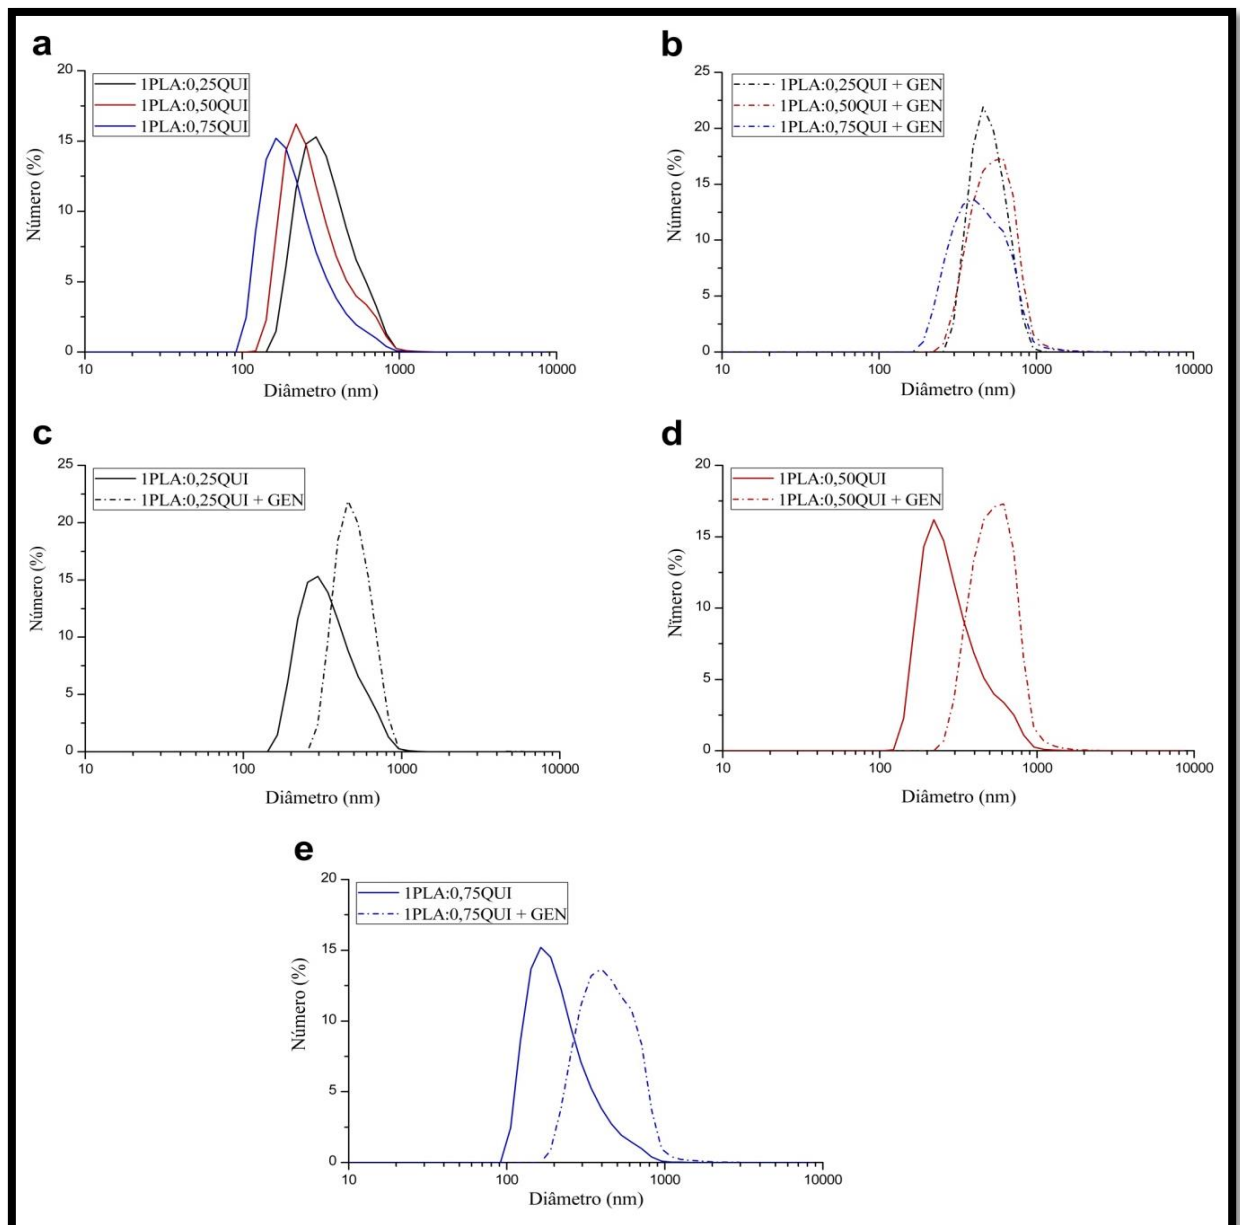 a
20
15
10
5
0
Número (%)
1PLA:0,25QUI
1PLA:0,50QUI
1PLA:0,75QUI
10 100 1000 10000
Diâmetro (nm)
b
25
20
15
10
5
0
Número (%)
1PLA:0,25QUI + GEN
1PLA:0,50QUI + GEN
1PLA:0,75QUI + GEN
10 100 1000 10000
Diâmetro (nm)
c
25
20
15
10
5
0
Número (%)
1PLA:0,25QUI
1PLA:0,25QUI + GEN
10 100 1000 10000
Diâmetro (nm)
d
20
15
10
5
0
Nïmero (%)
1PLA:0,50QUI
1PLA:0,50QUI + GEN
10 100 1000 10000
Diâmetro (nm)
e
20
15
10
5
0
Número (%)
1PLA:0,75QUI
1PLA:0,75QUI + GEN
10 100 1000 10000
Diâmetro (nm)